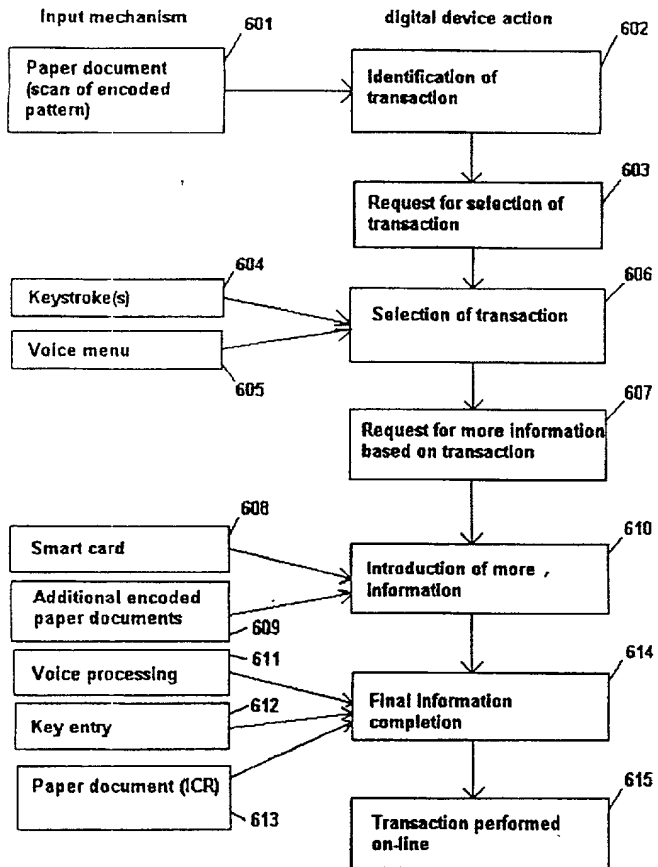 Input mechanism
digital device action
601
602
Paper document
(scan of encoded
pattern)
Identification of
transaction
603
Request for selection of
transaction
604
606
Keystroke(s)
Selection of transaction
Voice menu
605
607
Request for more information
based on transaction
608
610
Smart card
Introduction of more
information
Additional encoded
paper documents
609
611
614
Voice processing
612
Final Information
completion
Key entry
Paper document (ICR)
613
615
Transaction performed
on-line